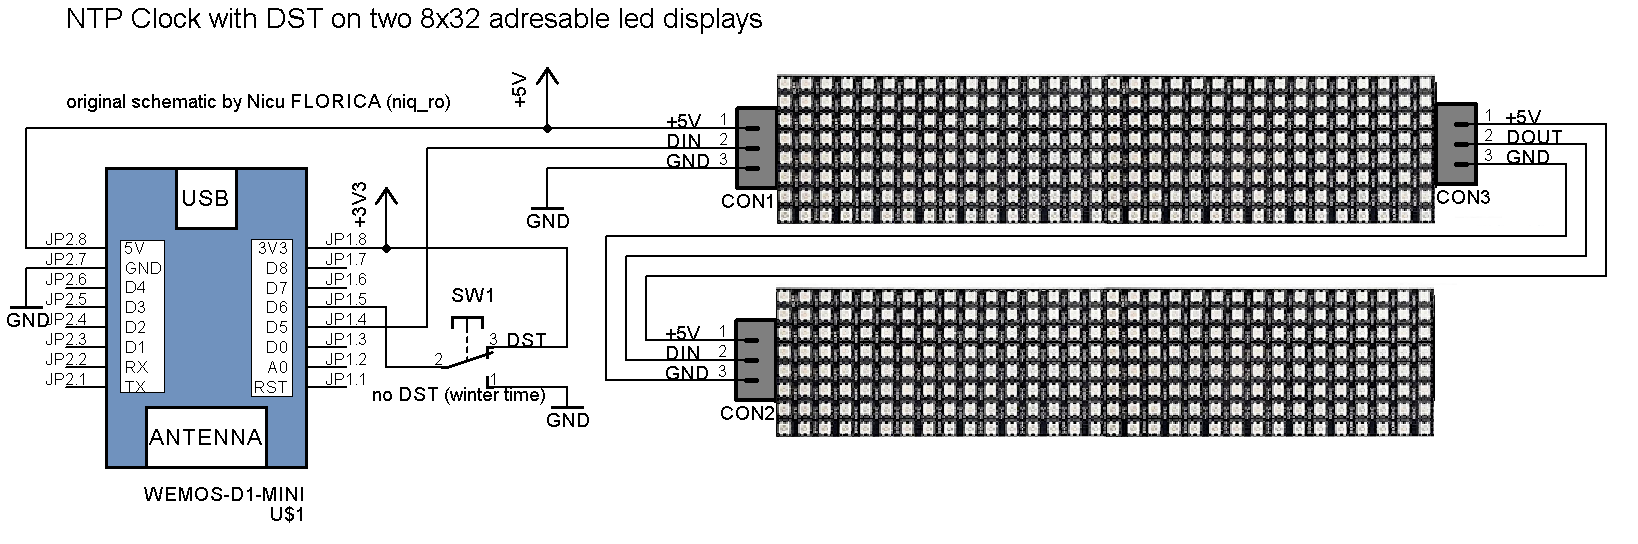 NTP Clock with DST on two 8x32 adresable led displays
original schematic by Nicu FLORICA (niq_ro)
+5V
+5V 1
DIN 2
GND 3
CON1
GND
1 +5V
2 DOUT
3 GND
CON3
USB
+3V3
JP2.8 5V 3V3 JP1.8
JP2.7 GND D8 JP1.7
JP2.6 D4 D7 JP1.6
JP2.5 D3 D6 JP1.5
GND JP2.4 D2 D5 JP1.4
JP2.3 D1 D0 JP1.3
JP2.2 RX A0 JP1.2
JP2.1 TX RST JP1.1
SW1
3 DST
2
1
no DST (winter time)
GND
+5V 1
DIN 2
GND 3
CON2
ANTENNA
WEMOS-D1-MINI
U$1